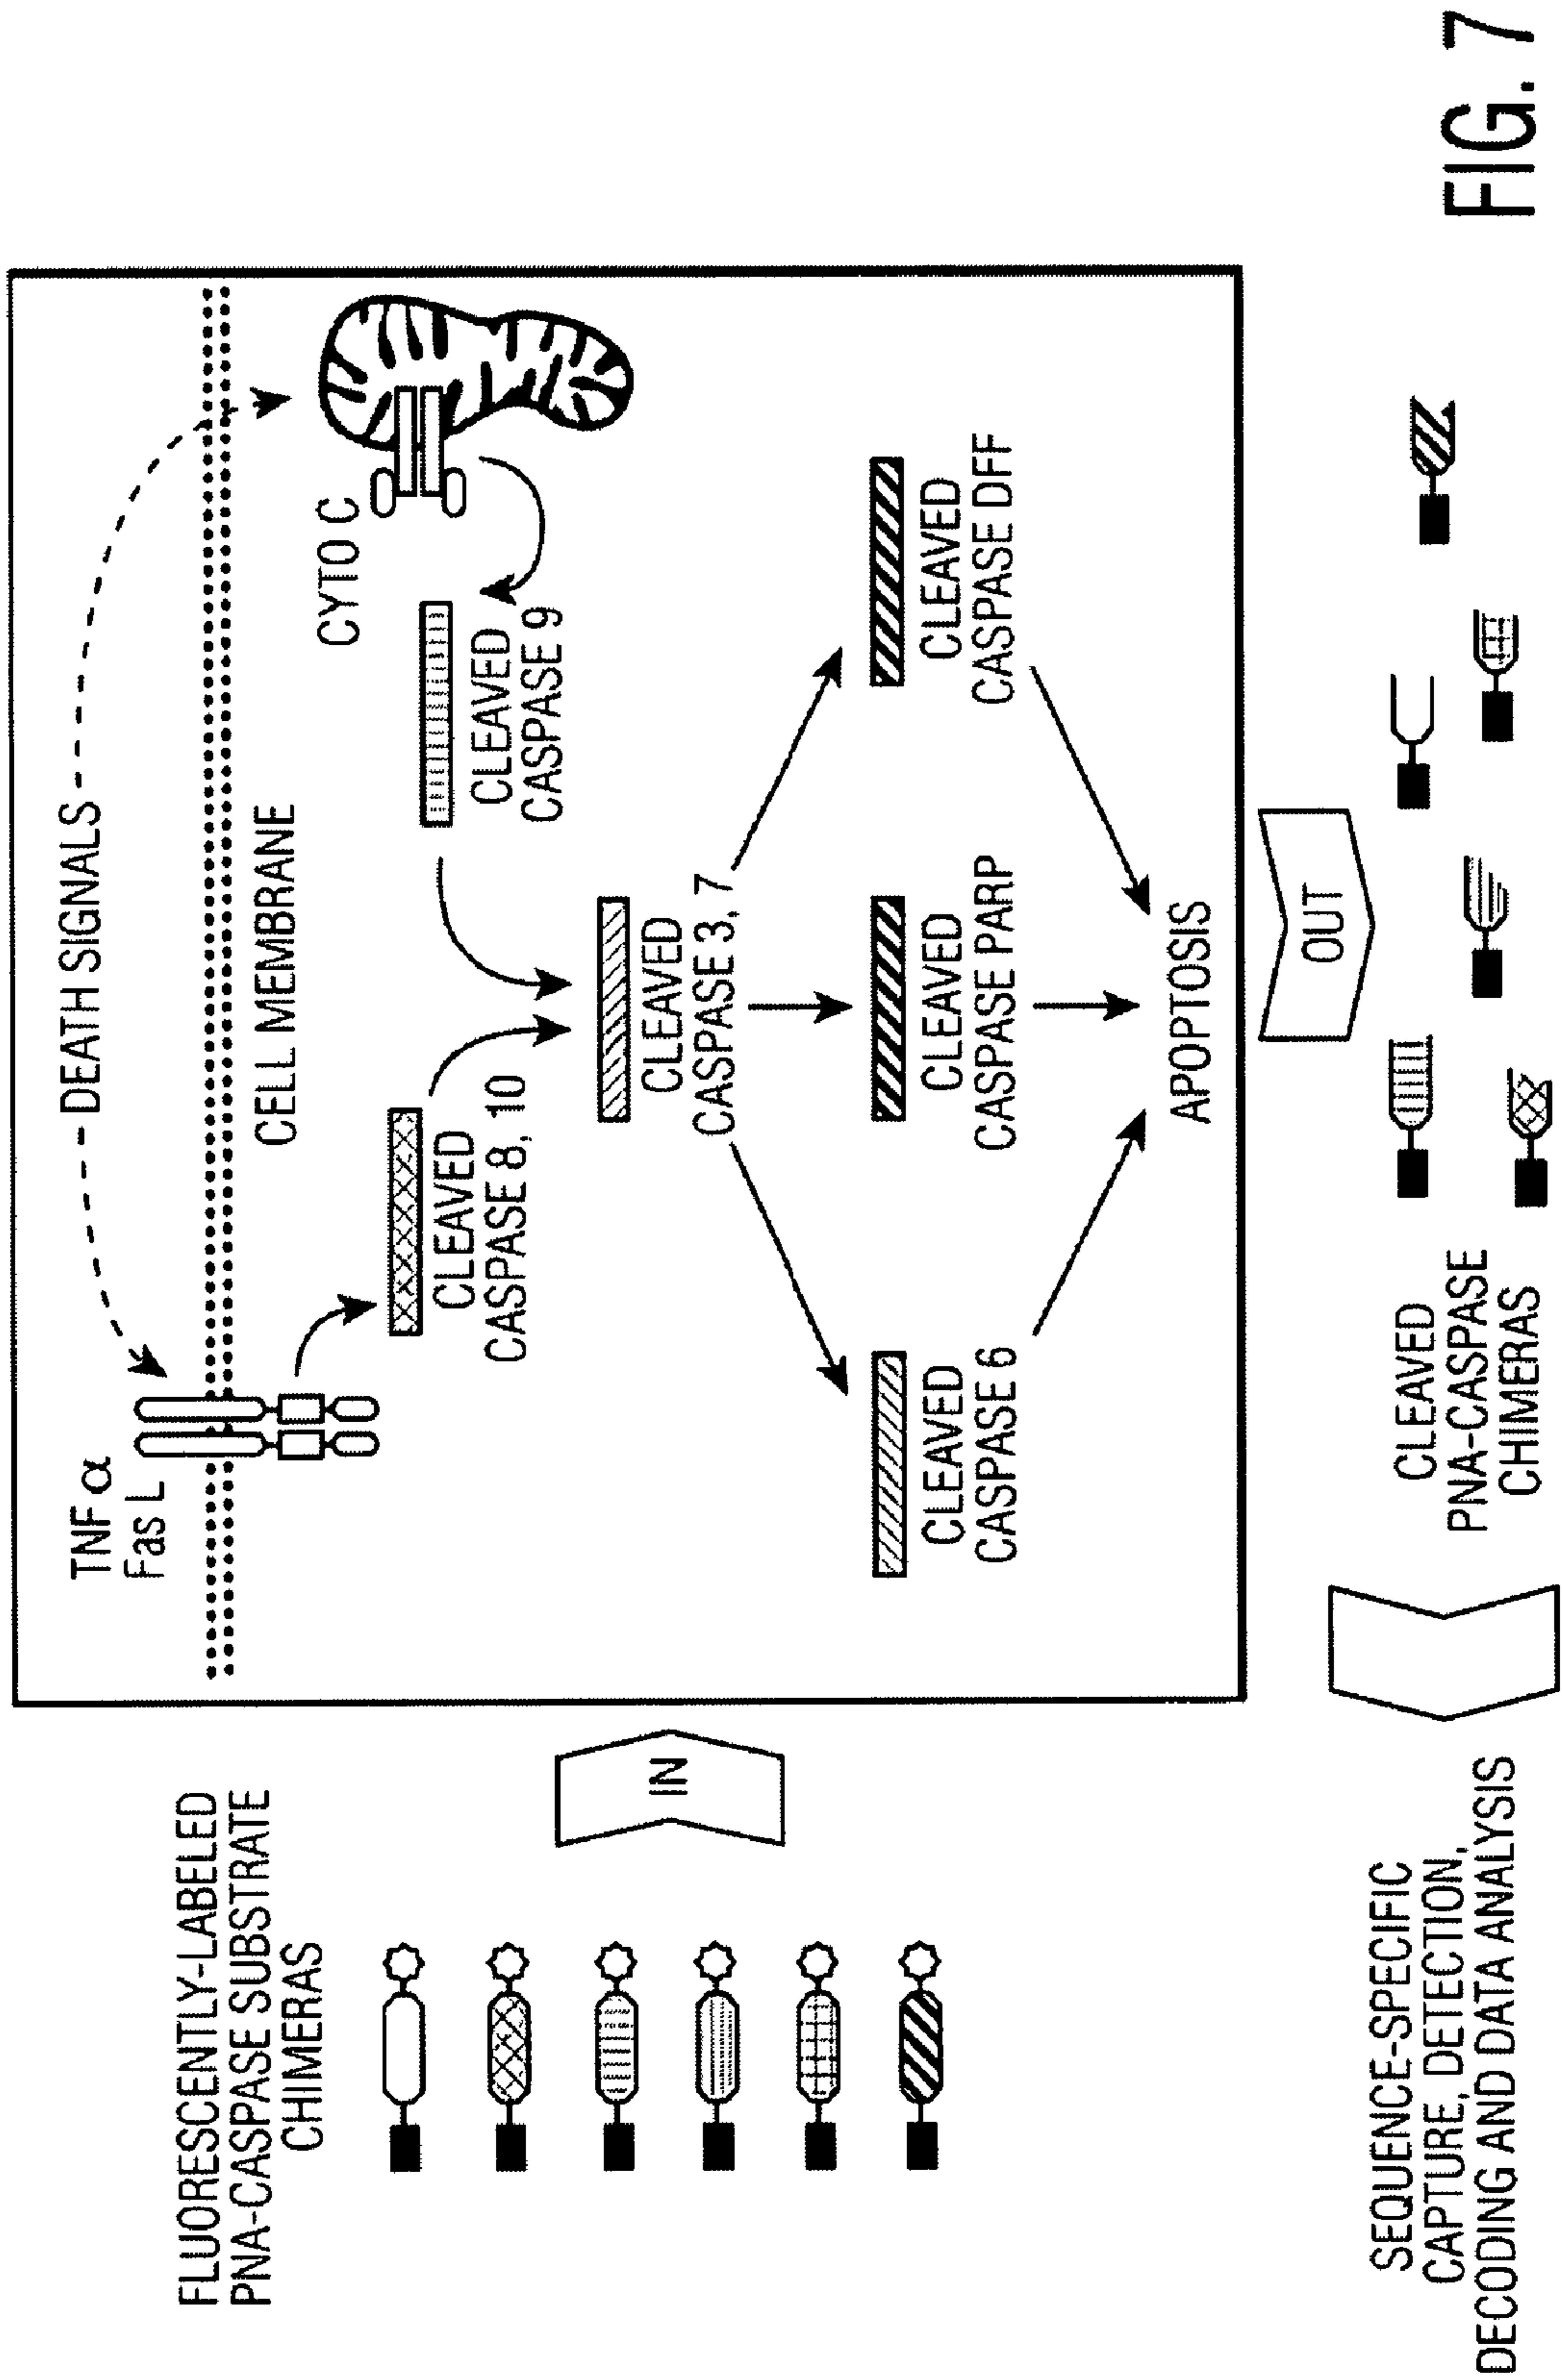 FLUORESCENTLY-LABELED
PNA-CASPASE SUBSTRATE
CHIMERAS
IN
TNF α
Fas L
DEATH SIGNALS
CELL MEMBRANE
CYTO C
CLEAVED
CASPASE 8, 10
CLEAVED
CASPASE 9
CLEAVED
CASPASE 3, 7
CLEAVED
CASPASE 6
CLEAVED
CASPASE PARP
CLEAVED
CASPASE DFF
APOPTOSIS
OUT
CLEAVED
PNA-CASPASE
CHIMERAS
SEQUENCE-SPECIFIC
CAPTURE, DETECTION,
DECODING AND DATA ANALYSIS
FIG. 7